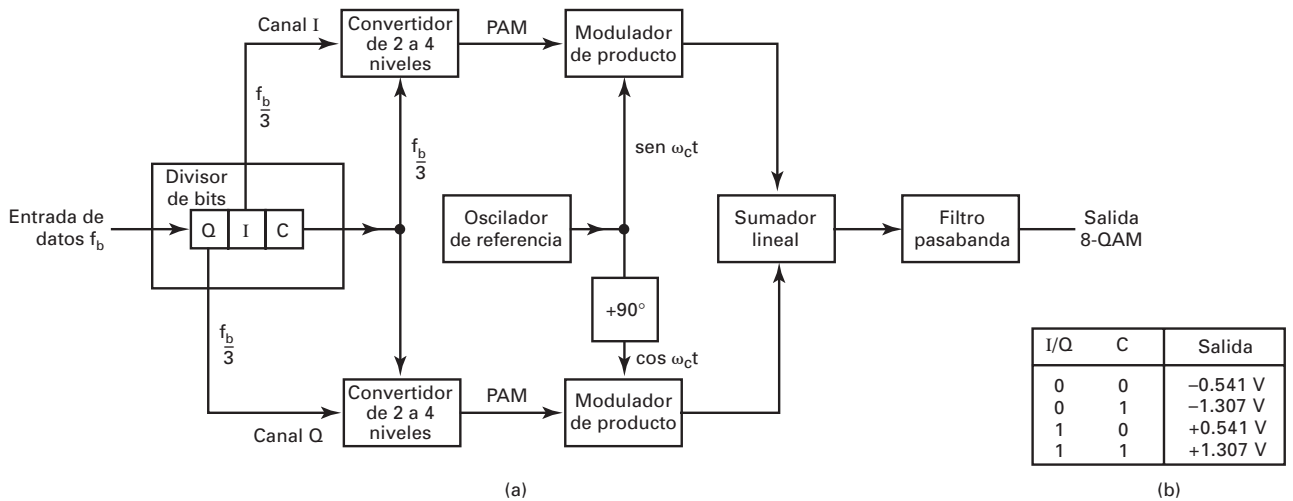 Canal I
Convertidor
de 2 a 4
niveles
PAM
Modulador
de producto
f_b
3
f_b
3
sen ω_ct
Divisor
de bits
Entrada de
datos f_b
Q I C
Oscilador
de referencia
Sumador
lineal
Filtro
pasabanda
Salida
8-QAM
+90°
f_b
3
cos ω_ct
Canal Q
Convertidor
de 2 a 4
niveles
PAM
Modulador
de producto
(a)
I/Q C Salida
0 0 –0.541 V
0 1 –1.307 V
1 0 +0.541 V
1 1 +1.307 V
(b)